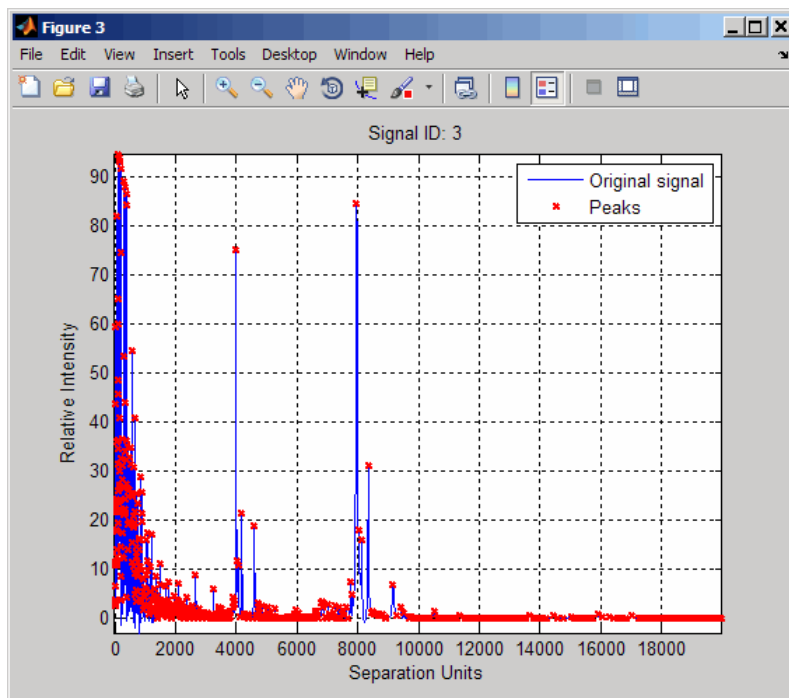 Figure 3
File Edit View Insert Tools Desktop Window Help
Signal ID: 3
Original signal
Peaks
90
80
70
60
50
40
30
20
10
0
Relative Intensity
0 2000 4000 6000 8000 10000 12000 14000 16000 18000
Separation Units